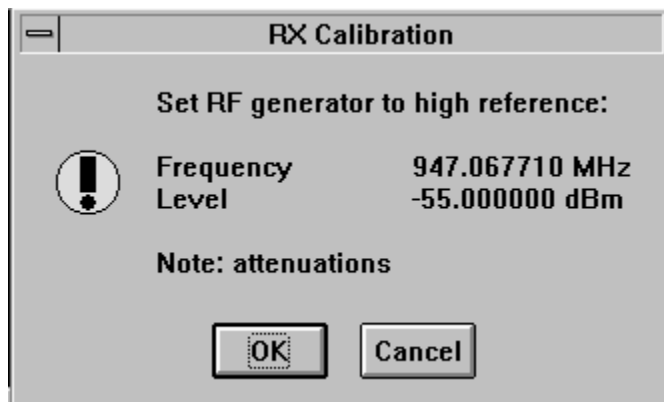 RX Calibration
Set RF generator to high reference:
Frequency 947.067710 MHz
Level -55.000000 dBm
Note: attenuations
OK Cancel